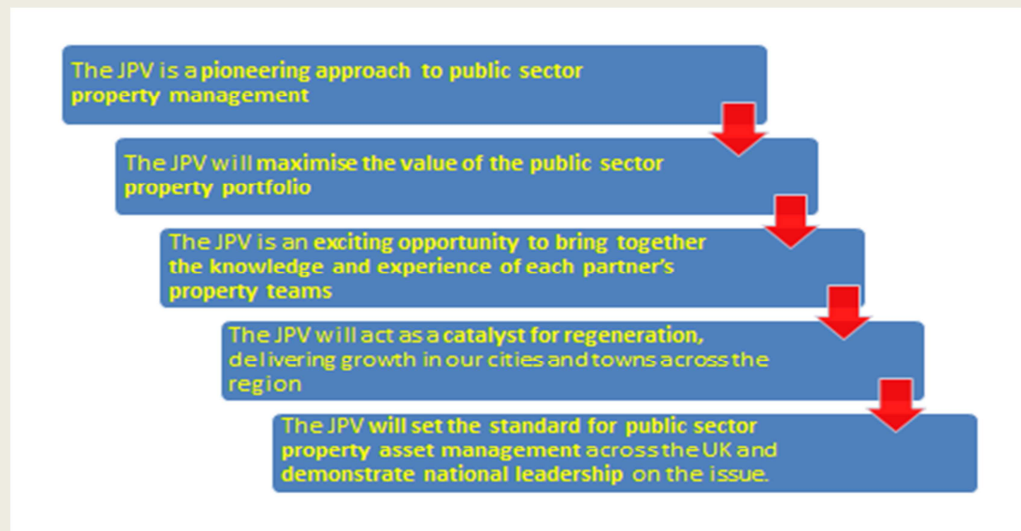 The JPV is a pioneering approach to public sector
property management
The JPV will maximise the value of the public sector
property portfolio
The JPV is an exciting opportunity to bring together
the knowledge and experience of each partner's
property teams
The JPV will act as a catalyst for regeneration,
delivering growth in our cities and towns across the
region
The JPV will set the standard for public sector
property asset management across the UK and
demonstrate national leadership on the issue.